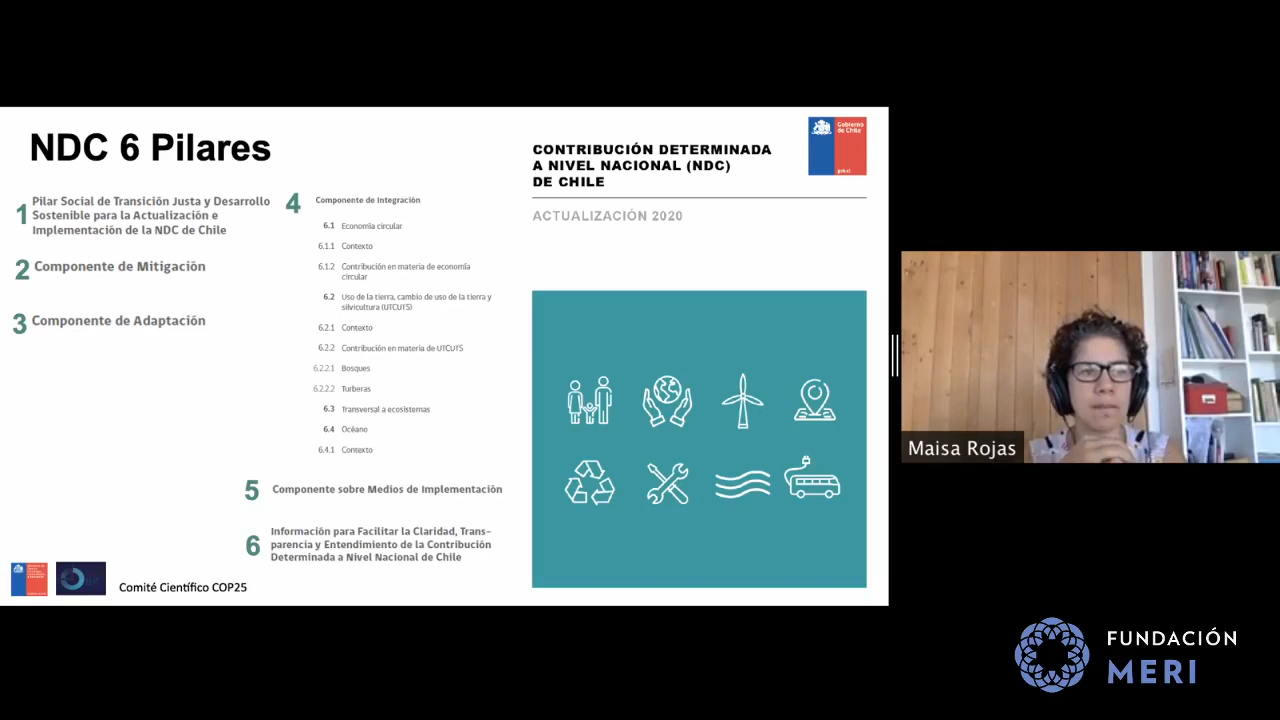 NDC 6 Pilares
1 Pilar Social de Transición Justa y Desarrollo
Sostenible para la Actualización e
Implementación de la NDC de Chile
2 Componente de Mitigación
3 Componente de Adaptación
4 Componente de Integración
6.1 Economía circular
6.1.1 Contexto
6.1.2 Contribución en materia de economía
circular
6.2 Uso de la tierra, cambio de uso de la tierra y
silvicultura (UTCUTS)
6.2.1 Contexto
6.2.2 Contribución en materia de UTCUTS
6.2.2.1 Bosques
6.2.2.2 Turberas
6.3 Transversal a ecosistemas
6.4 Océano
6.4.1 Contexto
5 Componente sobre Medios de Implementación
6 Información para Facilitar la Claridad, Trans-
parencia y Entendimiento de la Contribución
Determinada a Nivel Nacional de Chile
Comité Científico COP25
CONTRIBUCIÓN DETERMINADA
A NIVEL NACIONAL (NDC)
DE CHILE
ACTUALIZACIÓN 2020
Gobierno
de Chile
gob.cl
Maisa Rojas
FUNDACIÓN
MERI